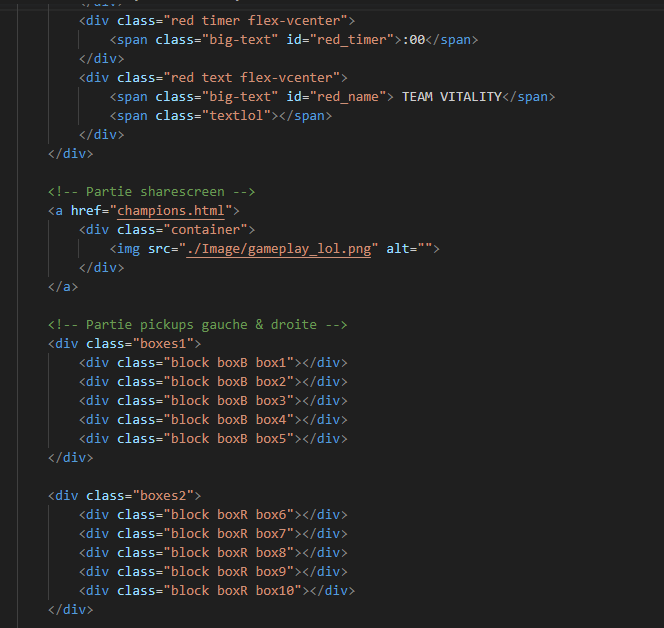 </div>
<div class="red timer flex-vcenter">
<span class="big-text" id="red_timer">:00</span>
</div>
<div class="red text flex-vcenter">
<span class="big-text" id="red_name"> TEAM VITALITY</span>
<span class="textlol"></span>
</div>
</div>
<!-- Partie sharescreen -->
<a href="champions.html">
<div class="container">
<img src="./Image/gameplay_lol.png" alt="">
</div>
</a>
<!-- Partie pickups gauche & droite -->
<div class="boxes1">
<div class="block boxB box1"></div>
<div class="block boxB box2"></div>
<div class="block boxB box3"></div>
<div class="block boxB box4"></div>
<div class="block boxB box5"></div>
</div>
<div class="boxes2">
<div class="block boxR box6"></div>
<div class="block boxR box7"></div>
<div class="block boxR box8"></div>
<div class="block boxR box9"></div>
<div class="block boxR box10"></div>
</div>